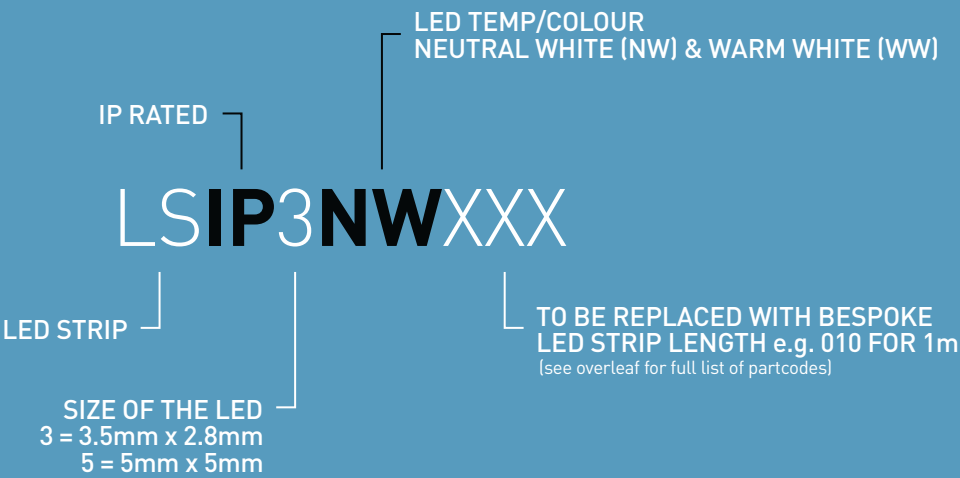 LED TEMP/COLOUR
NEUTRAL WHITE (NW) & WARM WHITE (WW)
IP RATED
LSIP3NWXXX
LED STRIP
TO BE REPLACED WITH BESPOKE
LED STRIP LENGTH e.g. 010 FOR 1m
(see overleaf for full list of partcodes)
SIZE OF THE LED
3 = 3.5mm x 2.8mm
5 = 5mm x 5mm